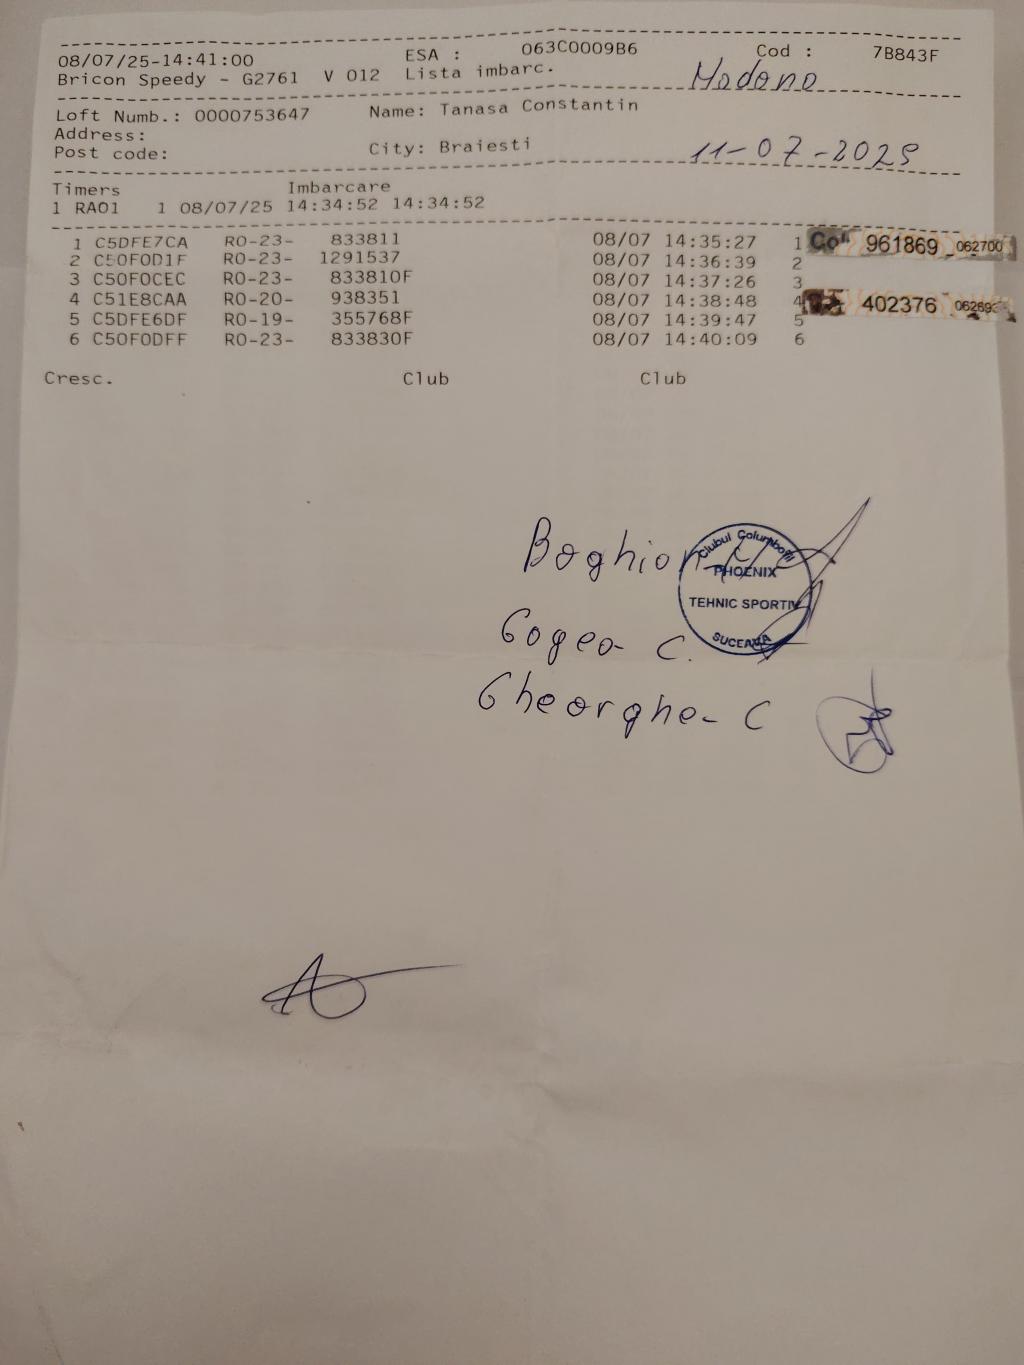 08/07/25-14:41:00 ESA : 063C0009B6 Cod : 7B843F
Bricon Speedy - G2761 V 012 Lista imbarc. Modono
Loft Numb.: 0000753647 Name: Tanasa Constantin
Address:
Post code: City: Braiesti 11-07-2025
Timers Imbarcare
1 RA01 1 08/07/25 14:34:52 14:34:52
1 C5DFE7CA RO-23- 833811 08/07 14:35:27 1 961869 062700
2 C50F0D1F RO-23- 1291537 08/07 14:36:39 2
3 C50F0CEC RO-23- 833810F 08/07 14:37:26 3
4 C51E8CAA RO-20- 938351 08/07 14:38:48 4 402376
5 C5DFE6DF RO-19- 355768F 08/07 14:39:47 5
6 C50F0DFF RO-23- 833830F 08/07 14:40:09 6
Cresc. Club Club
Clubul Columbofil
PHOENIX
TEHNIC SPORTIV
SUCEAVA
Boghion
Gogeo- C.
Gheorghe- C